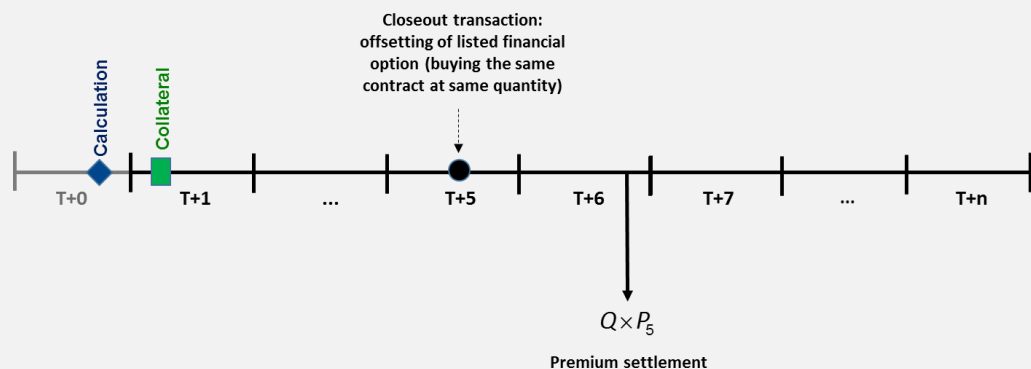 Closeout transaction:
offsetting of listed financial
option (buying the same
contract at same quantity)
Calculation
Collateral
T+0
T+1
...
T+5
T+6
T+7
...
T+n
Q×P₅
Premium settlement